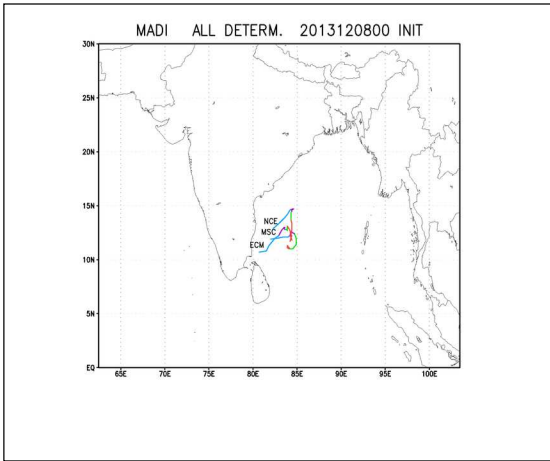 MADI ALL DETERM. 2013120800 INIT
30N
25N
20N
15N
NCE
MSC
ECM
10N
5N
EQ
65E 70E 75E 80E 85E 90E 95E 100E